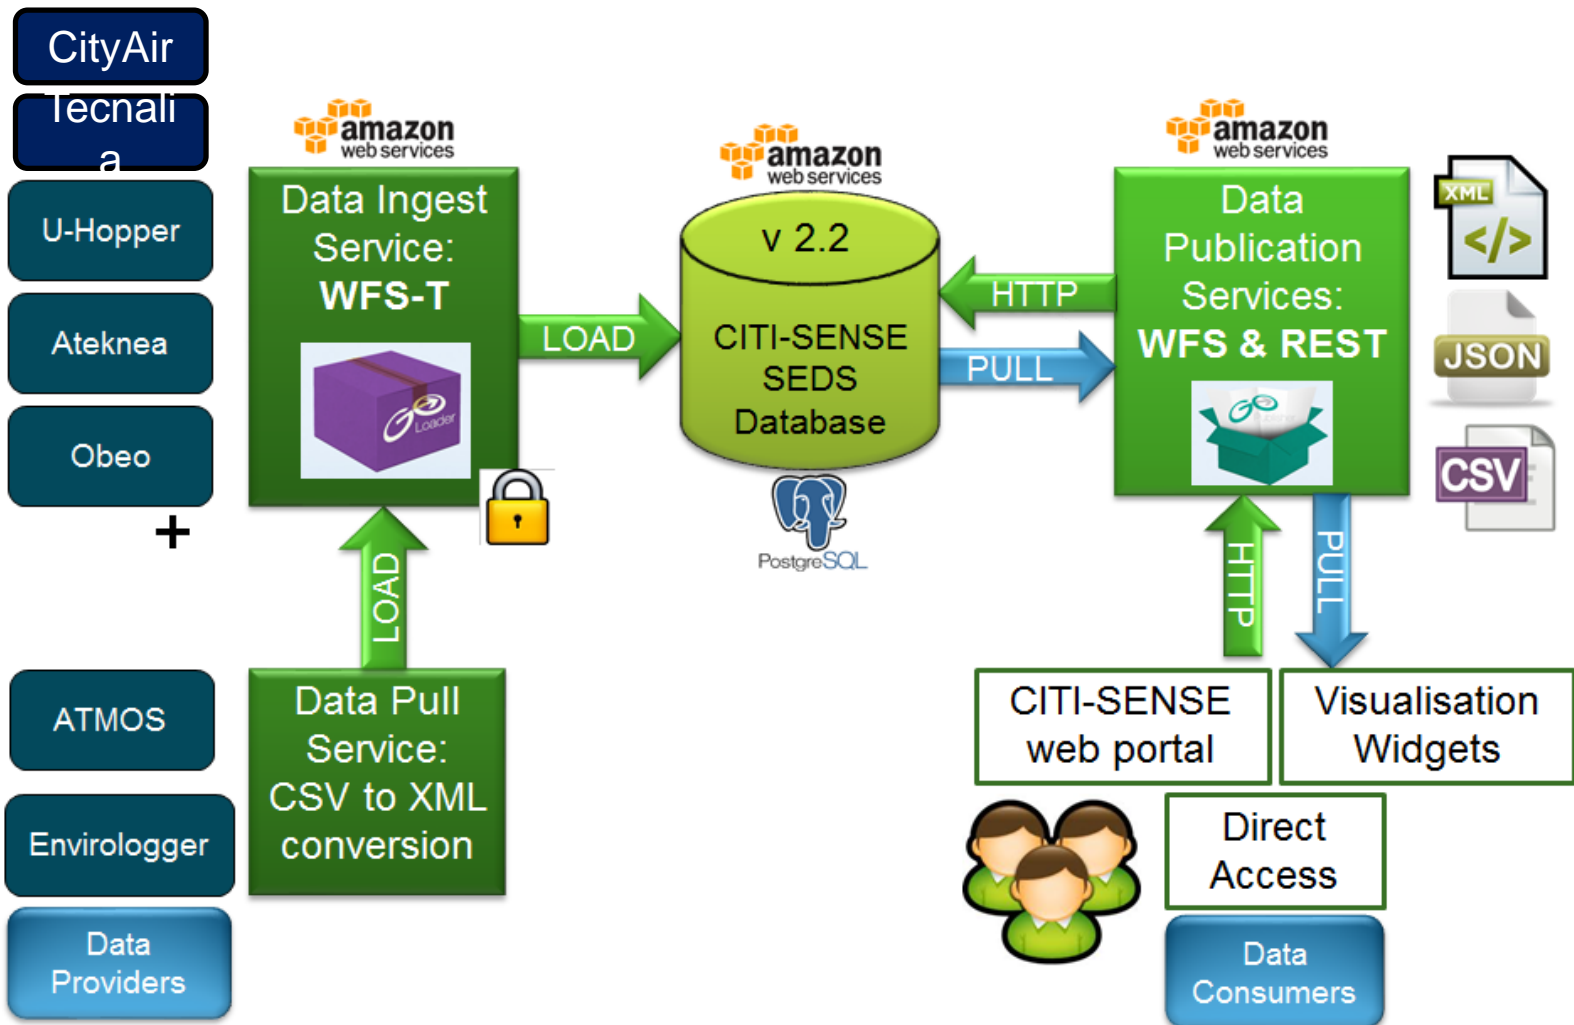 CityAir
Tecnali
a
U-Hopper
Ateknea
Obeo
+
ATMOS
Envirologger
Data
Providers
amazon
web services
Data Ingest
Service:
WFS-T
GO
Loader
LOAD
LOAD
Data Pull
Service:
CSV to XML
conversion
amazon
web services
v 2.2
CITI-SENSE
SEDS
Database
PostgreSQL
HTTP
PULL
amazon
web services
Data
Publication
Services:
WFS & REST
GO
Publisher
XML
</>
JSON
CSV
HTTP
PULL
CITI-SENSE
web portal
Visualisation
Widgets
Direct
Access
Data
Consumers